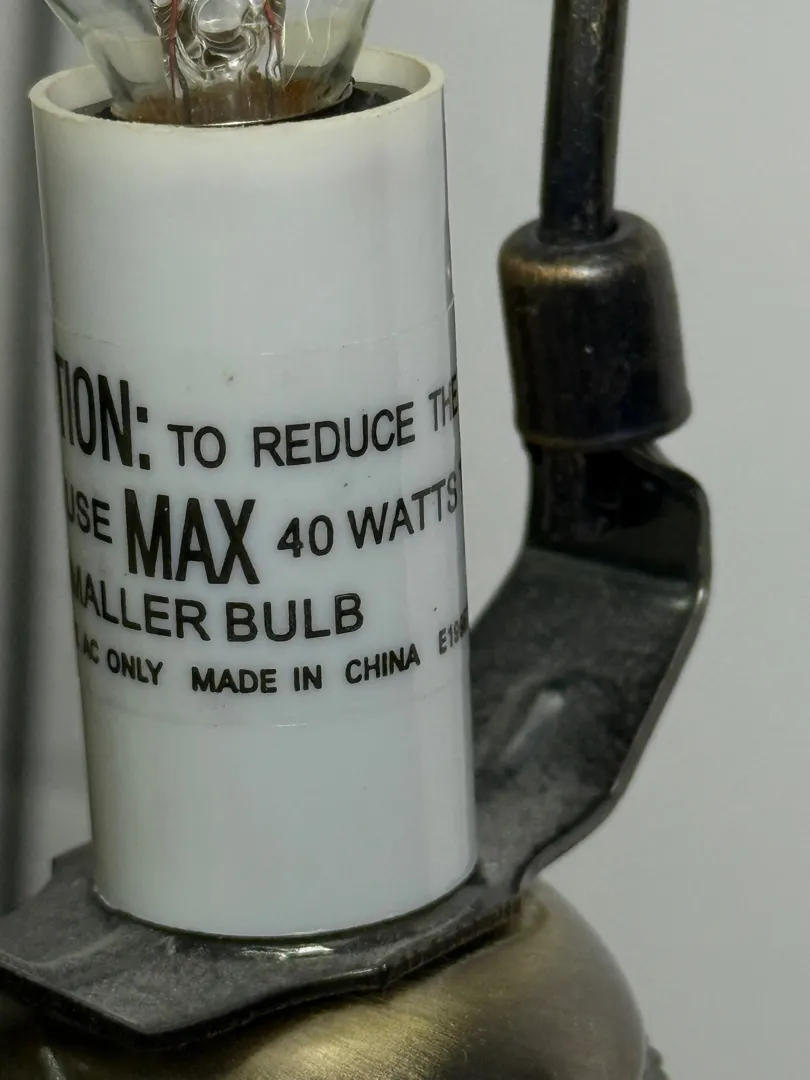 TION: TO REDUCE THE
USE MAX 40 WATTS
MALLER BULB
AC ONLY MADE IN CHINA